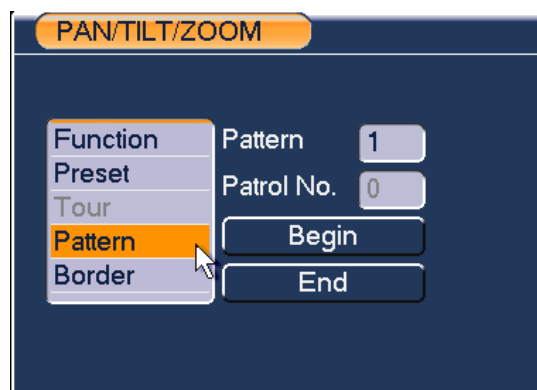 PAN/TILT/ZOOM
Function
Preset
Tour
Pattern
Border
Pattern 1
Patrol No. 0
Begin
End